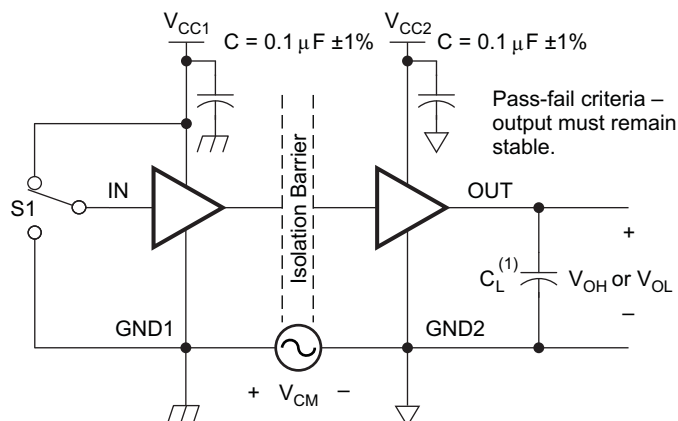 V_CC1
C = 0.1 μF ±1%
V_CC2
C = 0.1 μF ±1%
Pass-fail criteria –
output must remain
stable.
S1
IN
Isolation Barrier
OUT
C_L^(1)
+
V_OH or V_OL
–
GND1
GND2
+ V_CM –